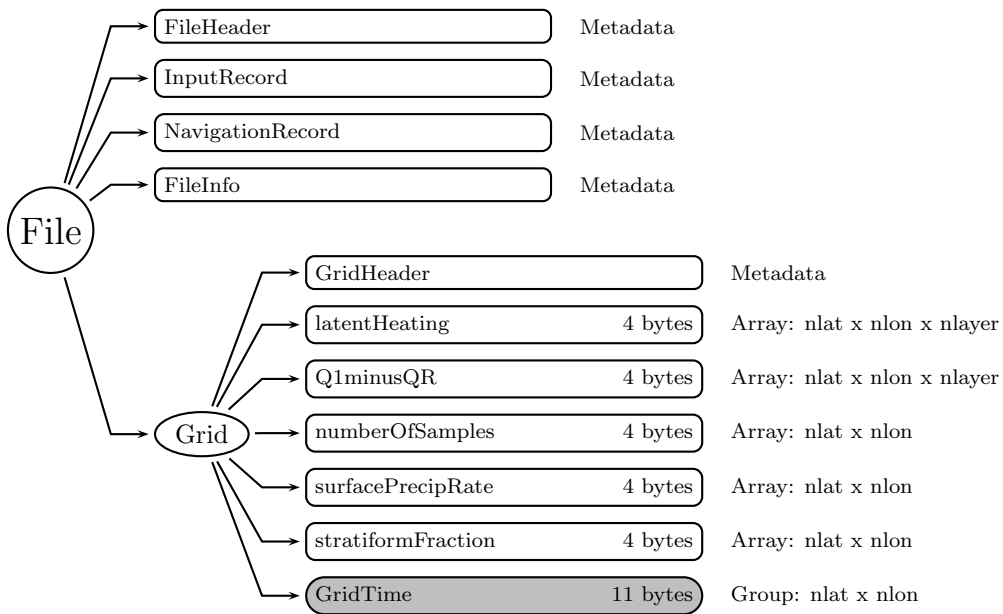 FileHeader Metadata
InputRecord Metadata
NavigationRecord Metadata
FileInfo Metadata
File
GridHeader Metadata
latentHeating 4 bytes Array: nlat x nlon x nlayer
Q1minusQR 4 bytes Array: nlat x nlon x nlayer
Grid
numberOfSamples 4 bytes Array: nlat x nlon
surfacePrecipRate 4 bytes Array: nlat x nlon
stratiformFraction 4 bytes Array: nlat x nlon
GridTime 11 bytes Group: nlat x nlon